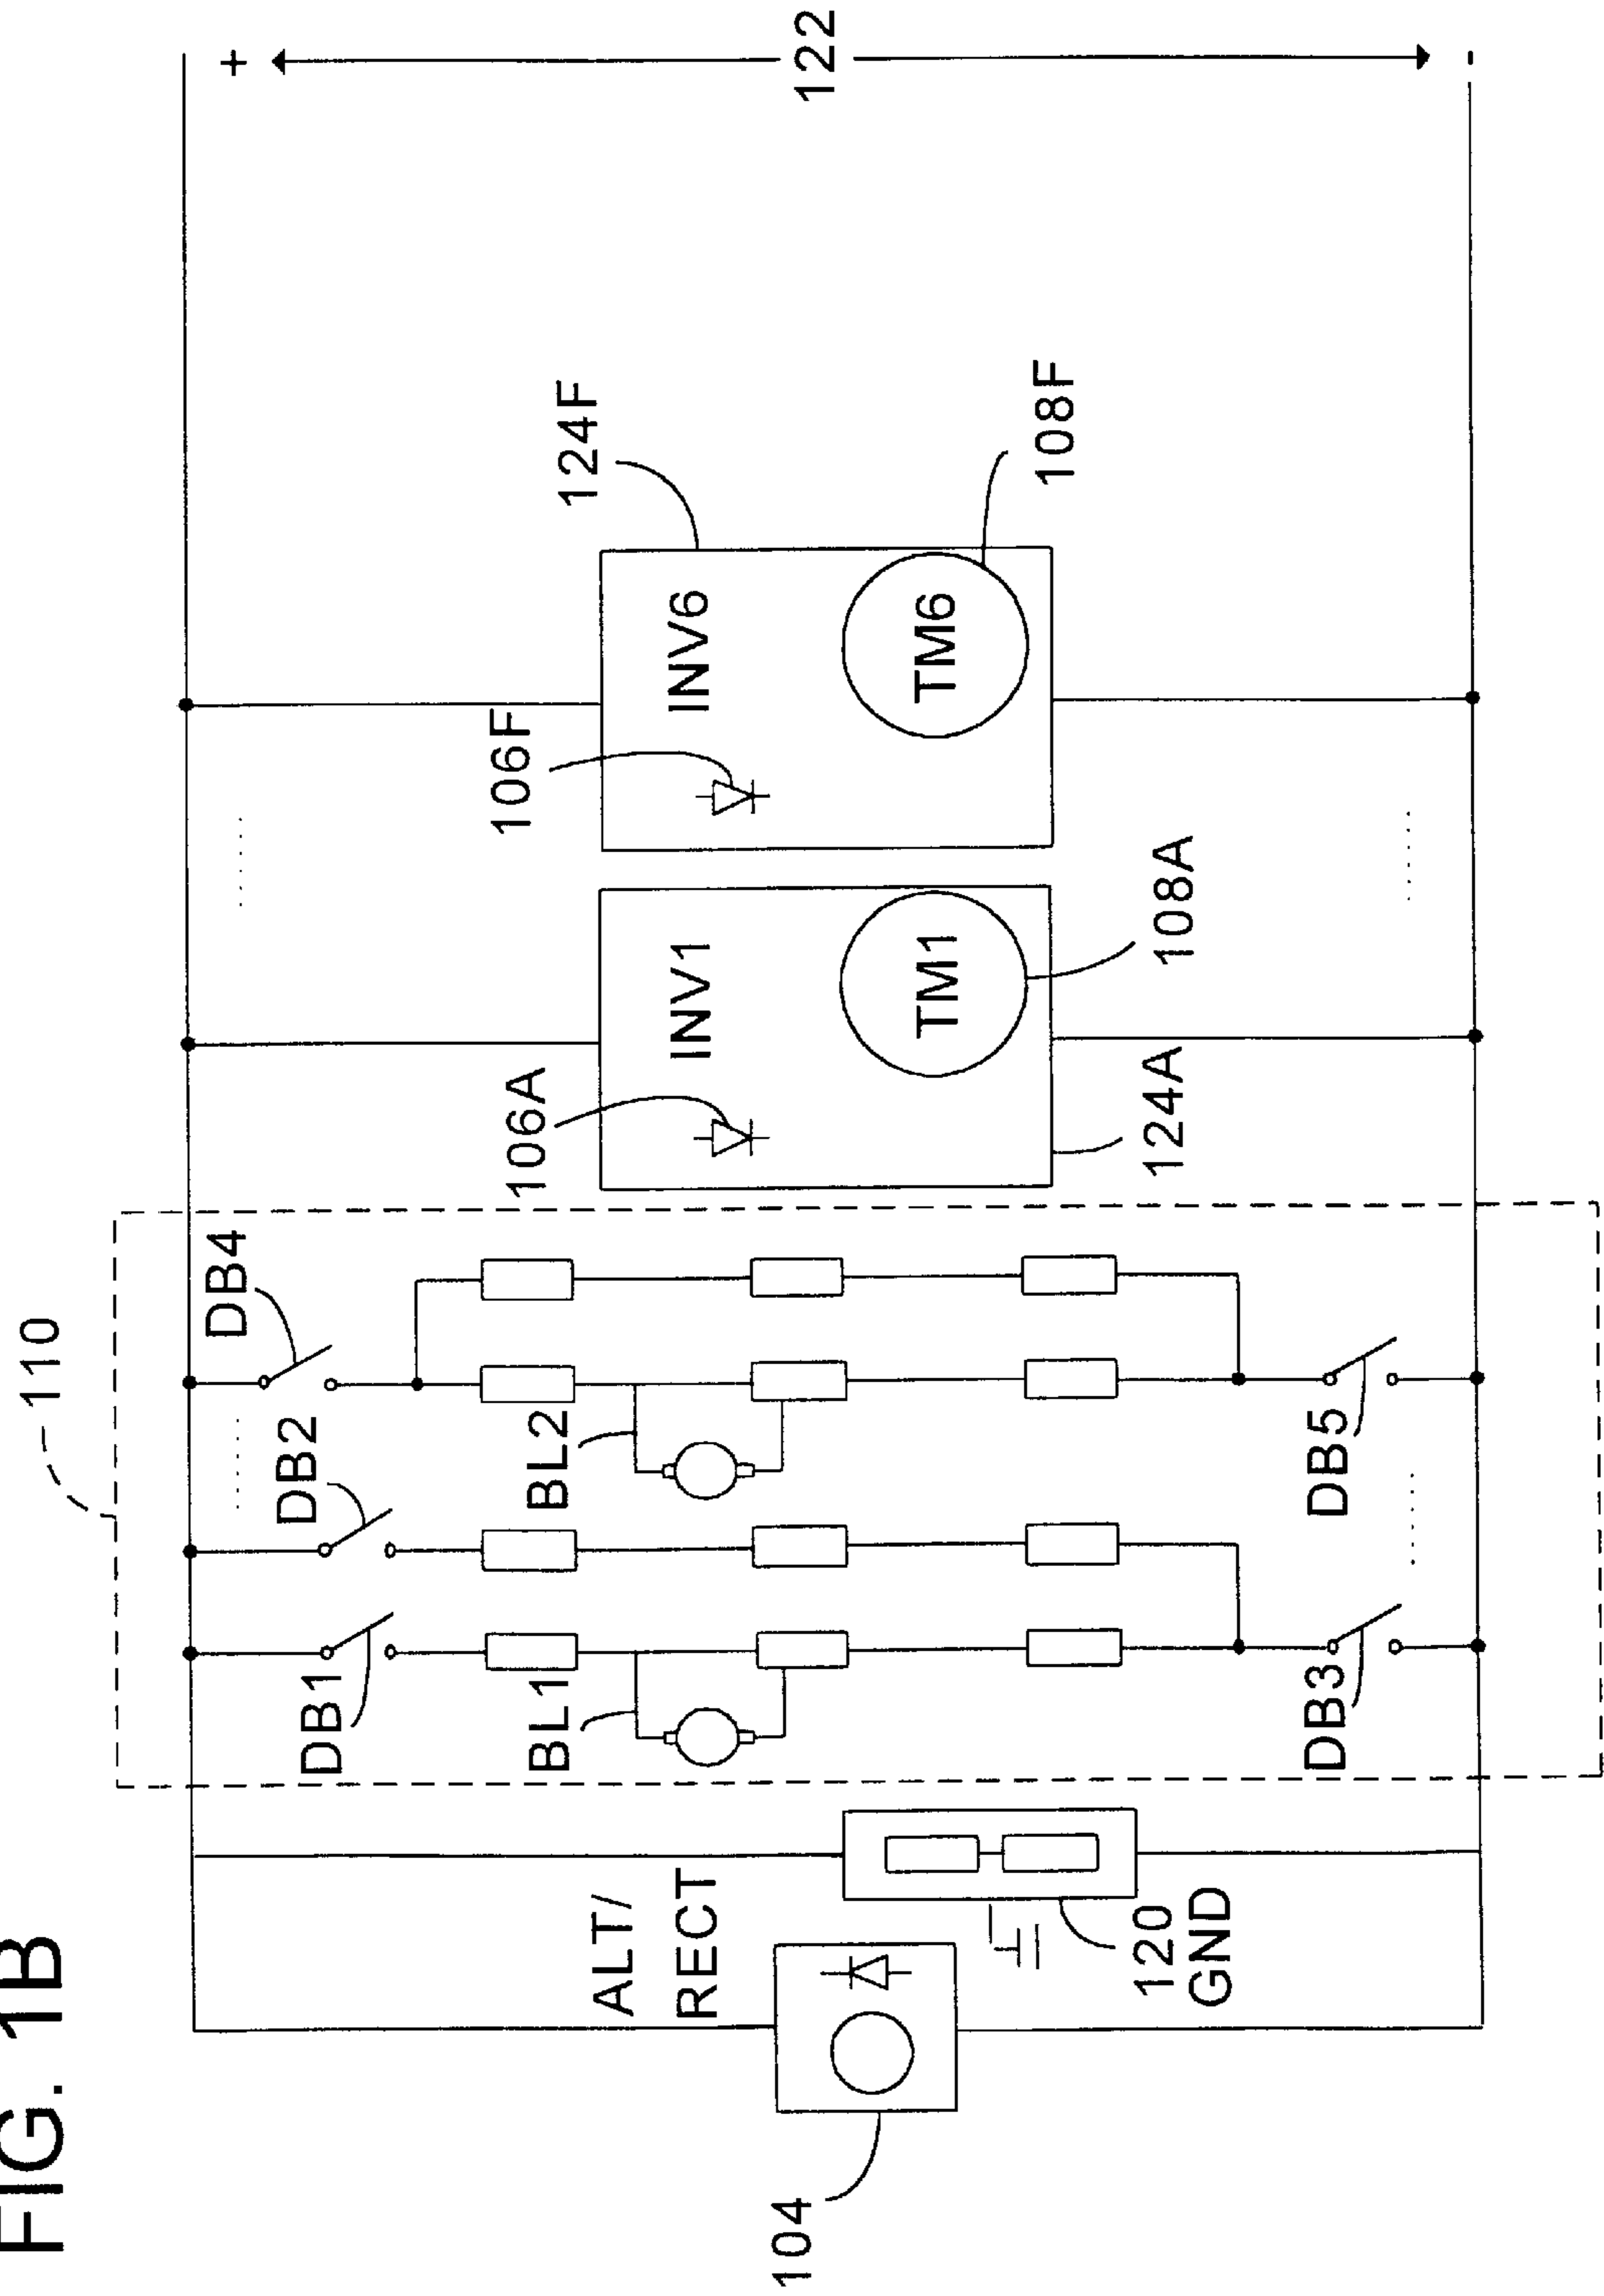 FIG. 1B
110
+
122
-
DB4
DB2
DB1
BL2
BL1
DB5
DB3
106A
INV1
TM1
108A
124A
106F
INV6
TM6
124F
108F
ALT/
RECT
120
GND
104